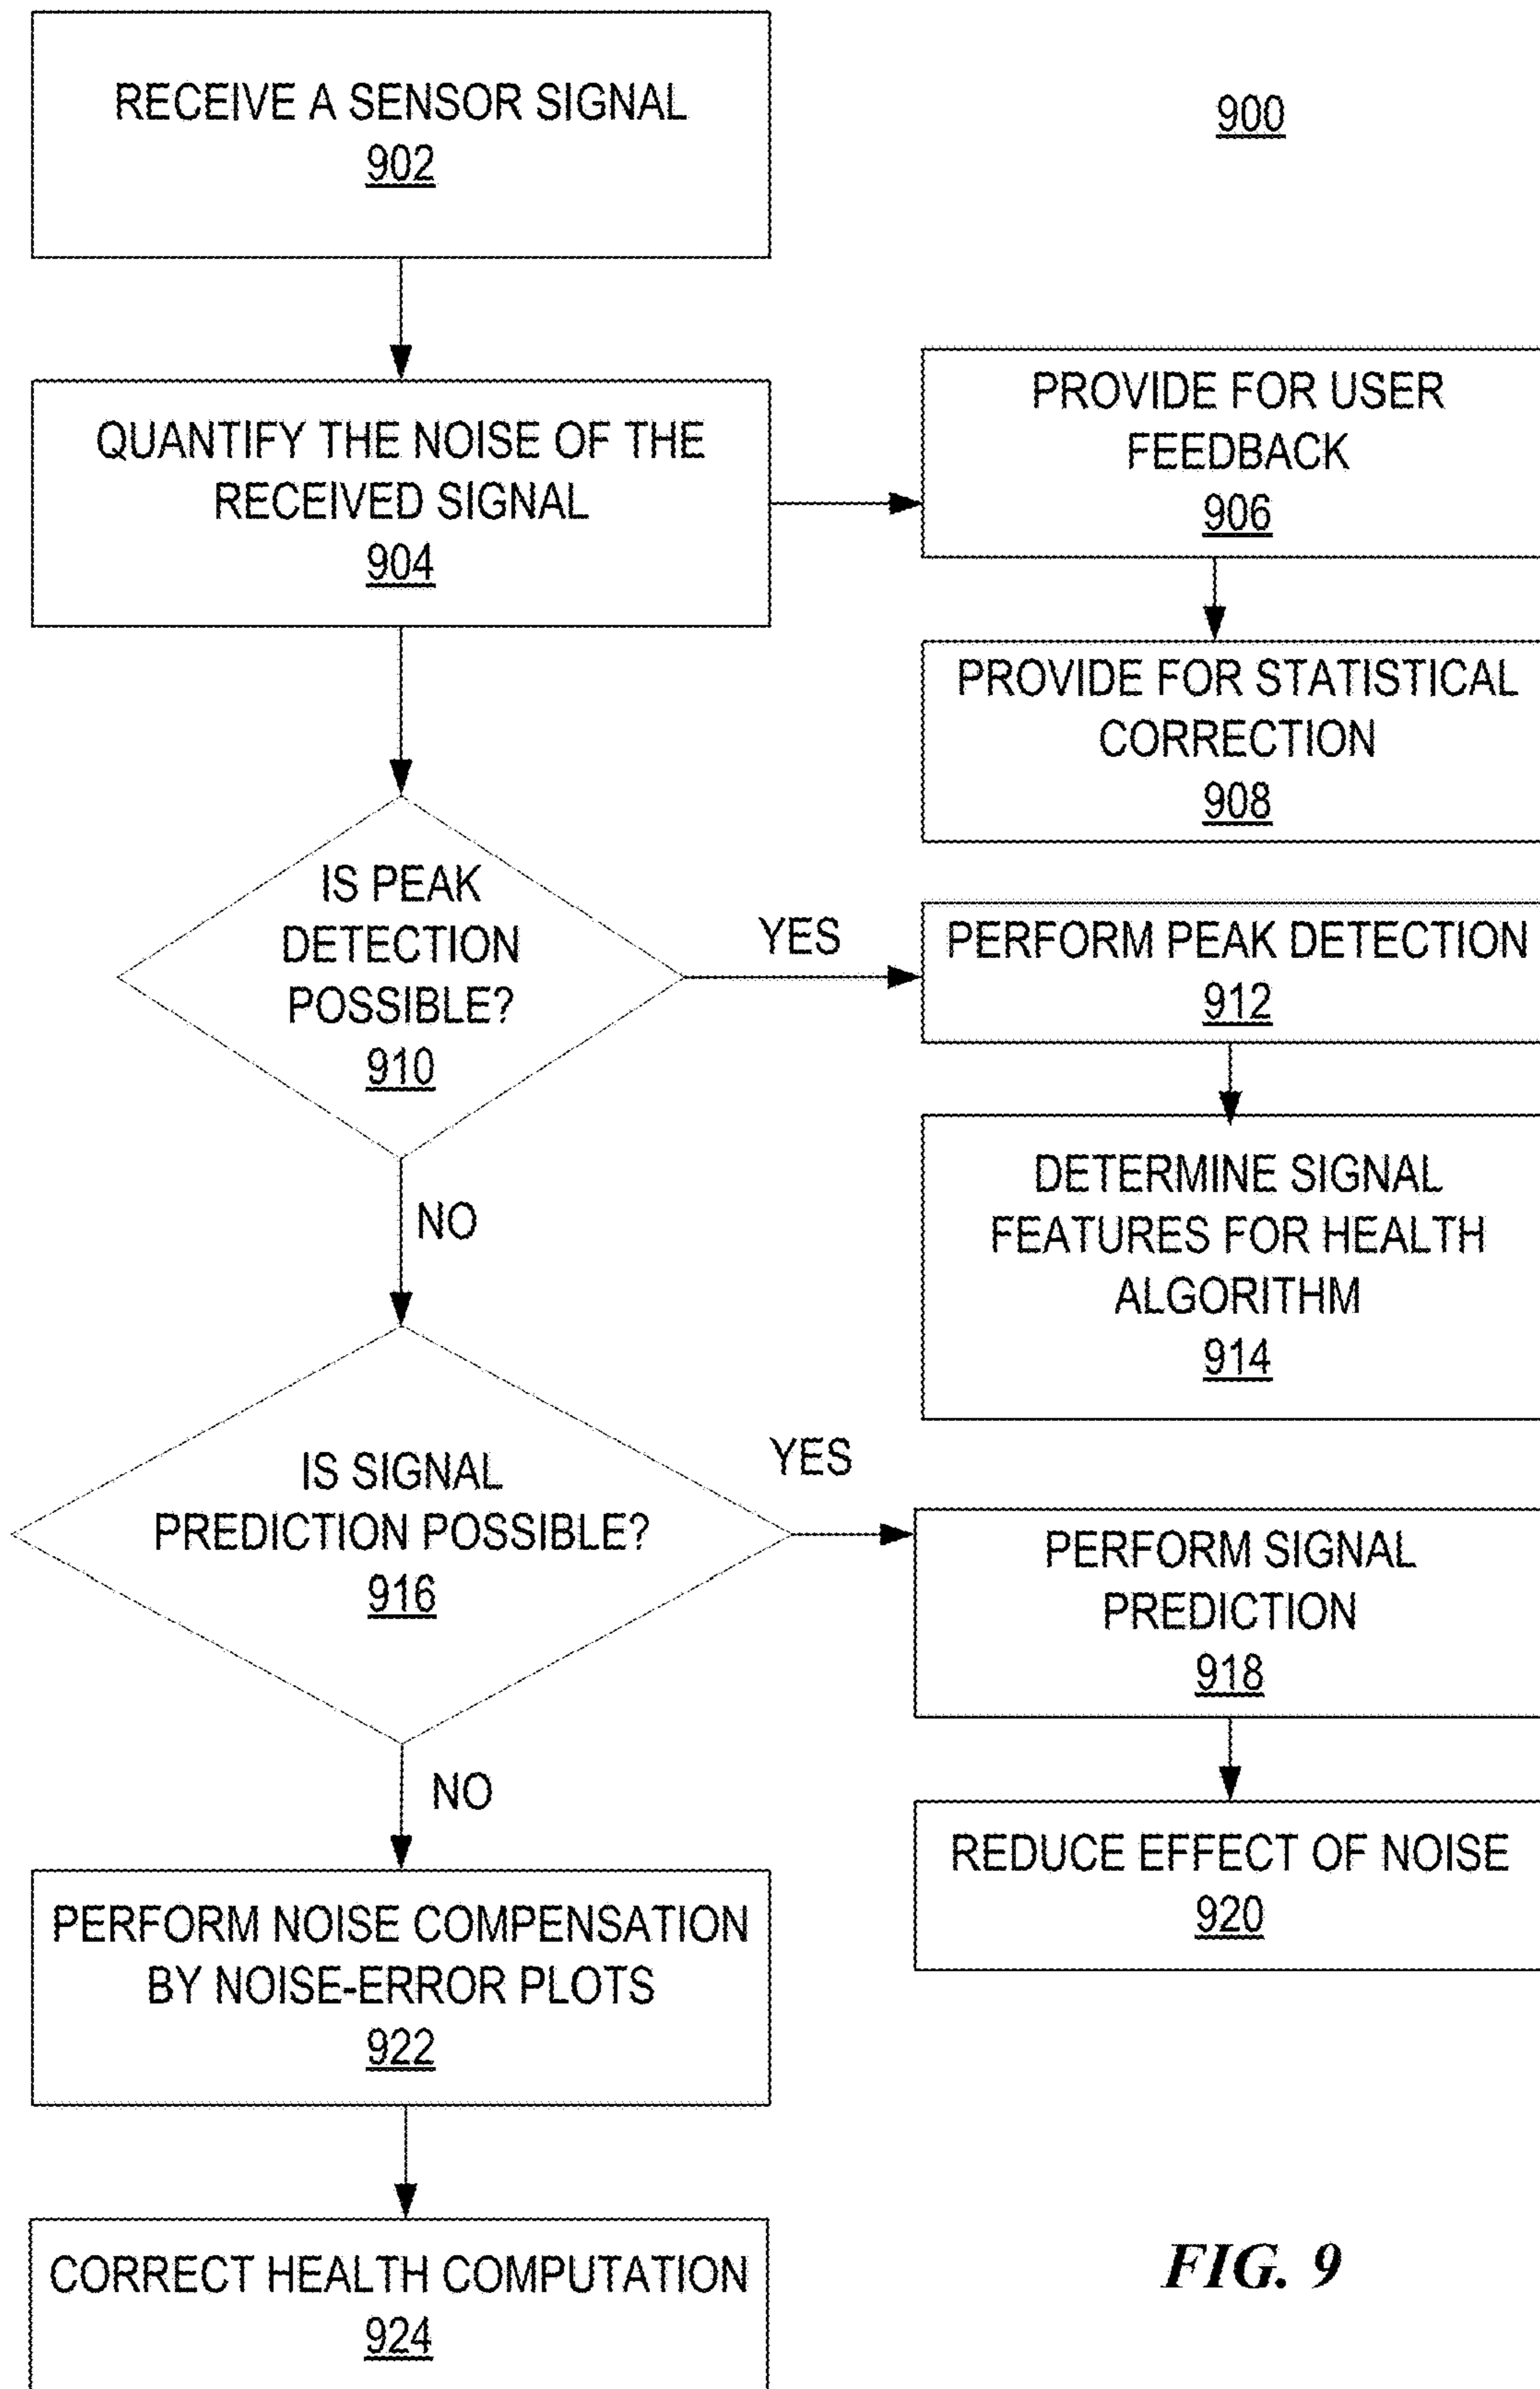 RECEIVE A SENSOR SIGNAL
902
900
QUANTIFY THE NOISE OF THE
RECEIVED SIGNAL
904
PROVIDE FOR USER
FEEDBACK
906
PROVIDE FOR STATISTICAL
CORRECTION
908
IS PEAK
DETECTION
POSSIBLE?
910
YES
PERFORM PEAK DETECTION
912
DETERMINE SIGNAL
FEATURES FOR HEALTH
ALGORITHM
914
NO
IS SIGNAL
PREDICTION POSSIBLE?
916
YES
PERFORM SIGNAL
PREDICTION
918
REDUCE EFFECT OF NOISE
920
NO
PERFORM NOISE COMPENSATION
BY NOISE-ERROR PLOTS
922
CORRECT HEALTH COMPUTATION
924
FIG. 9